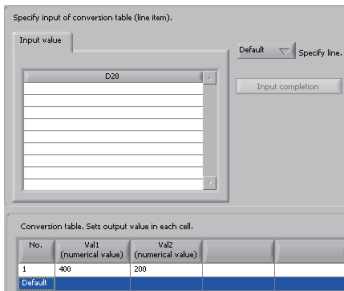 Specify input of conversion table (line item).
Input value
Default
Specify line.
D20
Input completion
Conversion table. Sets output value in each cell.
No. Val1 (numerical value) Val2 (numerical value)
1 400 200
Default